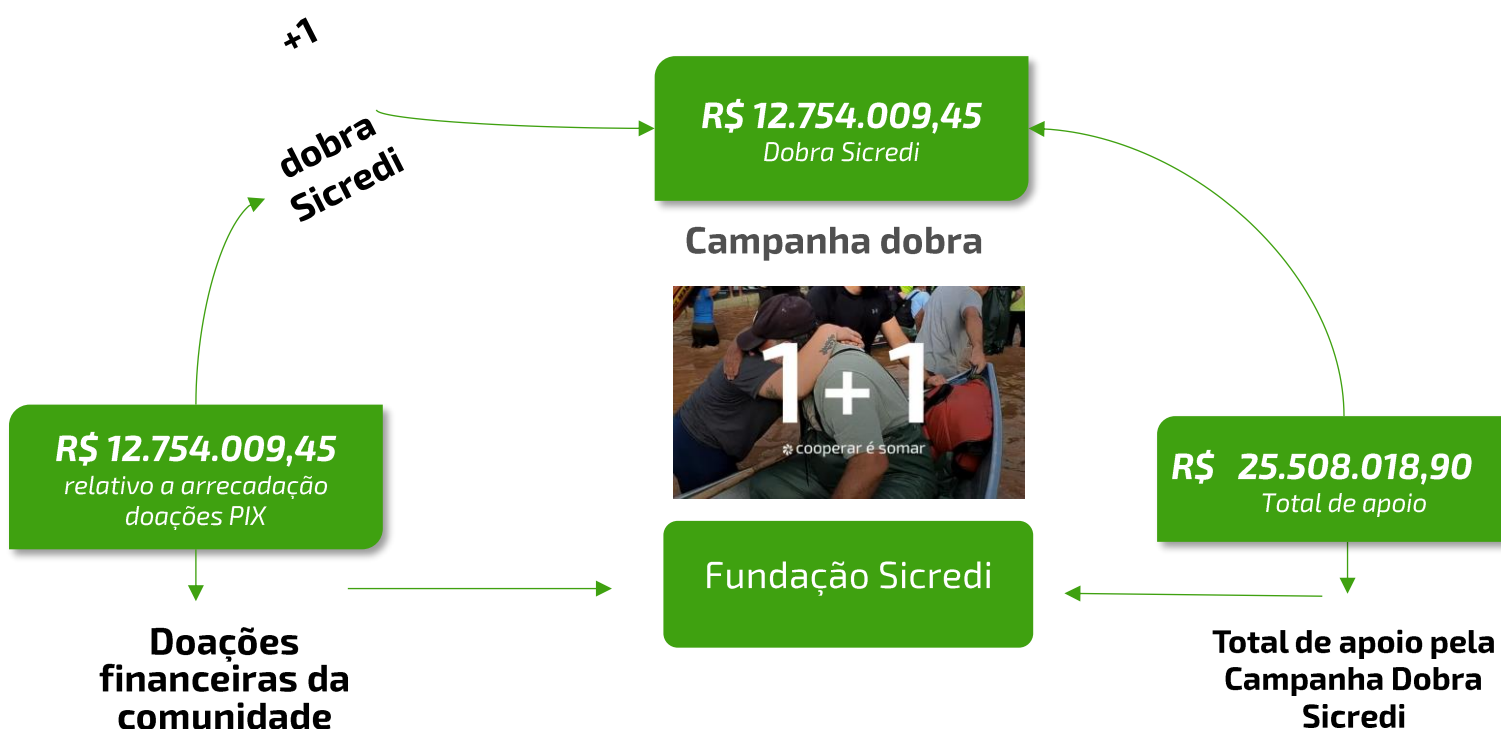 +1
dobra
Sicredi
R$ 12.754.009,45
Dobra Sicredi
Campanha dobra
1+1
cooperar é somar
R$ 12.754.009,45
relativo a arrecadação
doações PIX
R$ 25.508.018,90
Total de apoio
Fundação Sicredi
Doações
financeiras da
comunidade
Total de apoio pela
Campanha Dobra
Sicredi